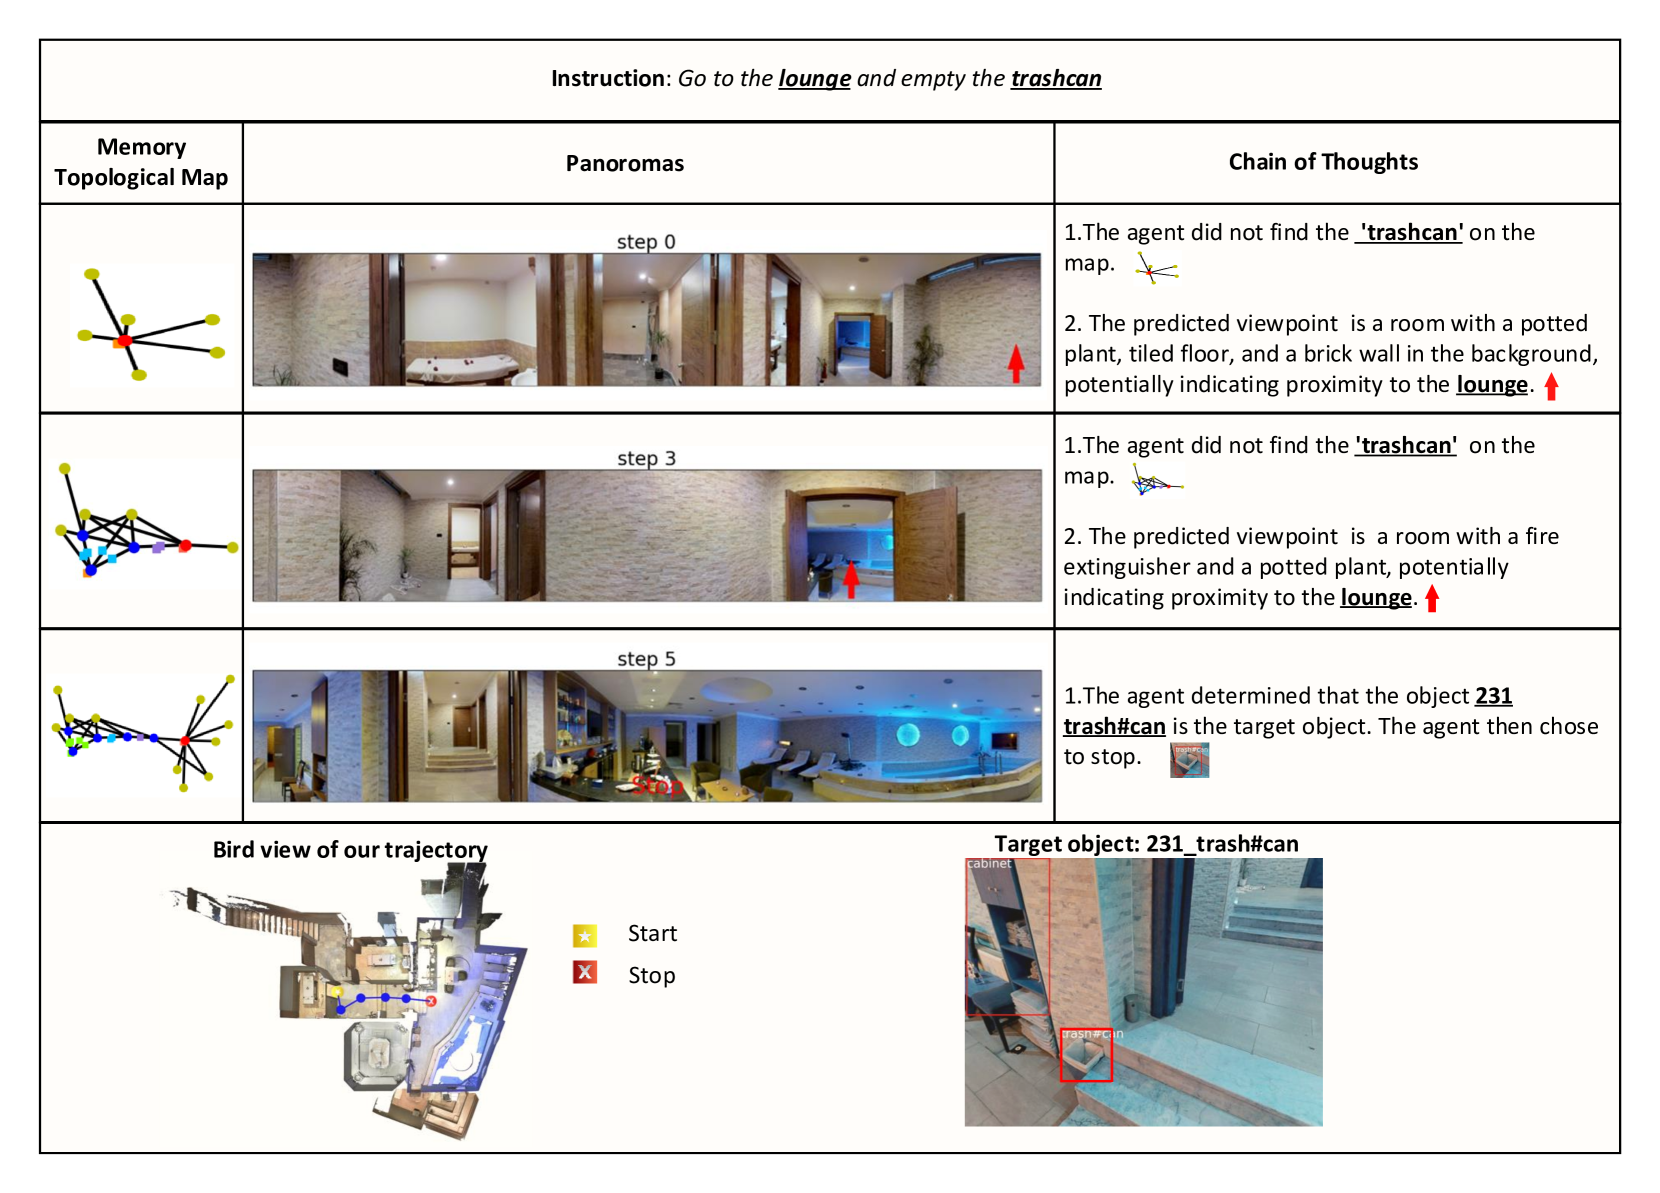 Instruction: Go to the lounge and empty the trashcan
Memory
Topological Map
Panoromas
Chain of Thoughts
step 0
1.The agent did not find the 'trashcan' on the
map.
2. The predicted viewpoint is a room with a potted
plant, tiled floor, and a brick wall in the background,
potentially indicating proximity to the lounge.
step 3
1.The agent did not find the 'trashcan' on the
map.
2. The predicted viewpoint is a room with a fire
extinguisher and a potted plant, potentially
indicating proximity to the lounge.
step 5
Stop
1.The agent determined that the object 231
trash#can is the target object. The agent then chose
to stop.
trash#can
Bird view of our trajectory
X
Start
X
Stop
Target object: 231_trash#can
cabinet
trash#can